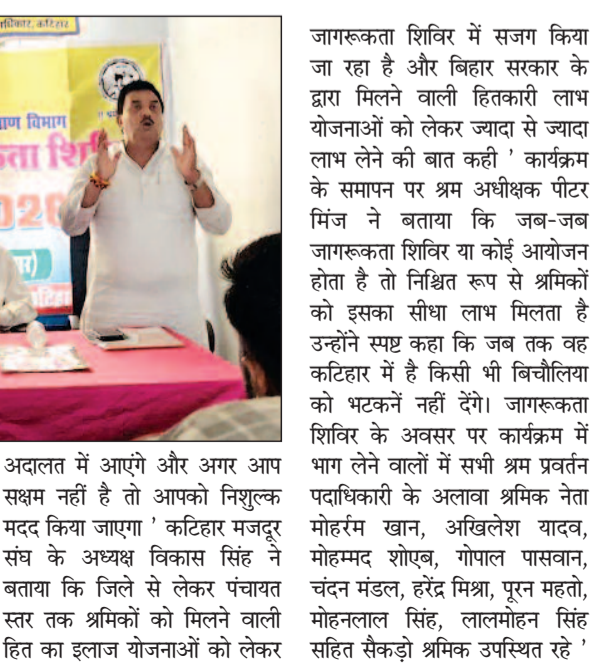 धिकार, कटिहार
ाण विभाग
ता शि
026
र)
अदालत में आएंगे और अगर आप
सक्षम नहीं है तो आपको निशुल्क
मदद किया जाएगा ’ कटिहार मजदूर
संघ के अध्यक्ष विकास सिंह ने
बताया कि जिले से लेकर पंचायत
स्तर तक श्रमिकों को मिलने वाली
हित का इलाज योजनाओं को लेकर
जागरूकता शिविर में सजग किया
जा रहा है और बिहार सरकार के
द्वारा मिलने वाली हितकारी लाभ
योजनाओं को लेकर ज्यादा से ज्यादा
लाभ लेने की बात कही ’ कार्यक्रम
के समापन पर श्रम अधीक्षक पीटर
मिंज ने बताया कि जब-जब
जागरूकता शिविर या कोई आयोजन
होता है तो निश्चित रूप से श्रमिकों
को इसका सीधा लाभ मिलता है
उन्होंने स्पष्ट कहा कि जब तक वह
कटिहार में है किसी भी बिचौलिया
को भटकनें नहीं देंगे। जागरूकता
शिविर के अवसर पर कार्यक्रम में
भाग लेने वालों में सभी श्रम प्रवर्तन
पदाधिकारी के अलावा श्रमिक नेता
मोहर्रम खान, अखिलेश यादव,
मोहम्मद शोएब, गोपाल पासवान,
चंदन मंडल, हरेंद्र मिश्रा, पूरन महतो,
मोहनलाल सिंह, लालमोहन सिंह
सहित सैकड़ो श्रमिक उपस्थित रहे ’